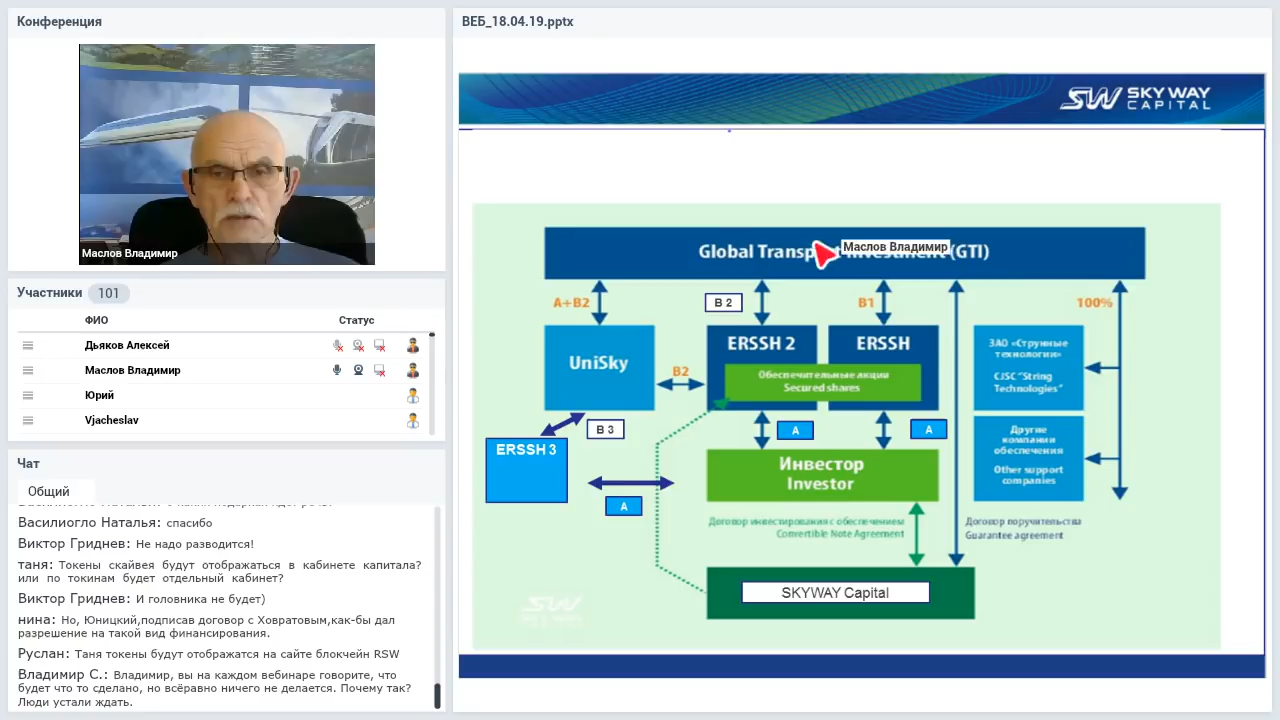 Конференция
Маслов Владимир
Участники 101
ФИО Статус
Дьяков Алексей
Маслов Владимир
Юрий
Vjacheslav
Чат
Общий
Василиогло Наталья: спасибо
Виктор Гриднев: Не надо разводится!
таня: Токены скайвея будут отображаться в кабинете капитала?
или по токинам будет отдельный кабинет?
Виктор Гриднев: И головника не будет)
нина: Но, Юницкий,подписав договор с Ховратовым,как-бы дал
разрешение на такой вид финансирования.
Руслан: Таня токены будут отображатся на сайте блокчейн RSW
Владимир С.: Владимир, вы на каждом вебинаре говорите, что
будет что то сделано, но всёравно ничего не делается. Почему так?
Люди устали ждать.
ВЕБ_18.04.19.pptx
SW SKY WAY
CAPITAL
Global Transport Investment (GTI)
Маслов Владимир
A+B2
B 2
B1
100%
UniSky
B2
ERSSH 2
ERSSH
Обеспечительные акции
Secured shares
ЗАО «Струнные
технологии»
CJSC "String
Technologies"
B 3
ERSSH 3
A
A
A
Инвестор
Investor
Другие
компании
обеспечения
Other support
companies
Договор инвестирования с обеспечением
Convertible Note Agreement
Договор поручительства
Guarantee agreement
SKYWAY Capital